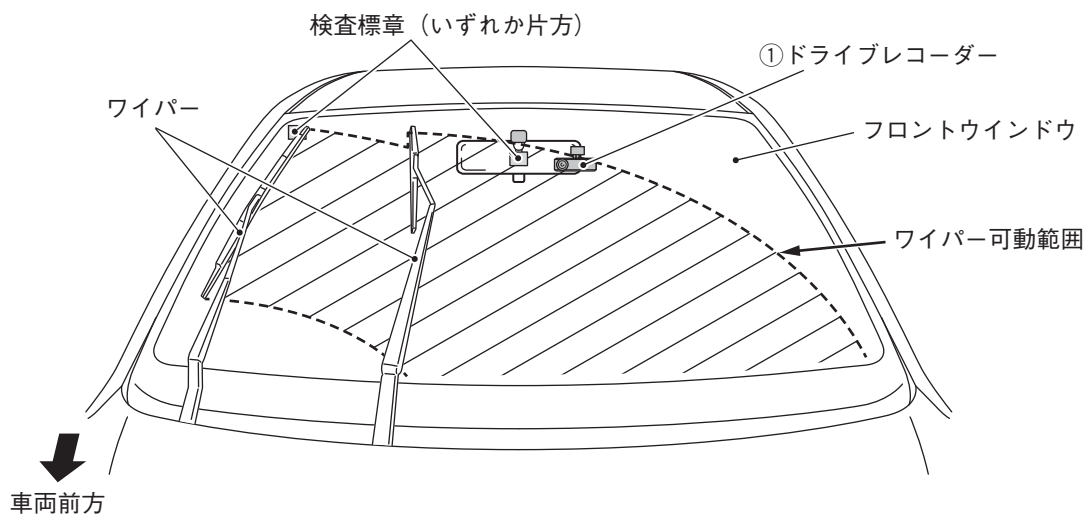 検査標章（いずれか片方）
①ドライブレコーダー
ワイパー
フロントウインドウ
ワイパー可動範囲
車両前方